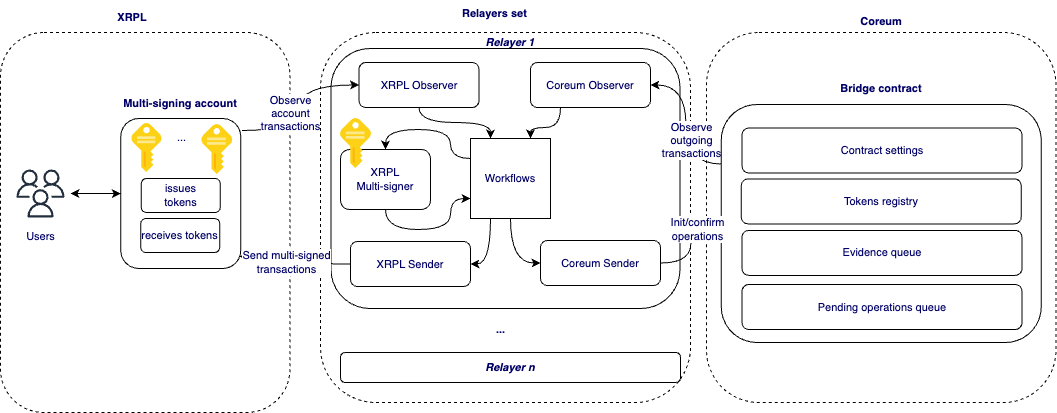 XRPL
Relayers set
Coreum
Relayer 1
Multi-signing account
...
issues
tokens
receives tokens
Users
Observe
account
transactions
Send multi-signed
transactions
XRPL Observer
Coreum Observer
XRPL
Multi-signer
Workflows
XRPL Sender
Coreum Sender
...
Relayer n
Observe
outgoing
transactions
Init/confirm
operations
Bridge contract
Contract settings
Tokens registry
Evidence queue
Pending operations queue